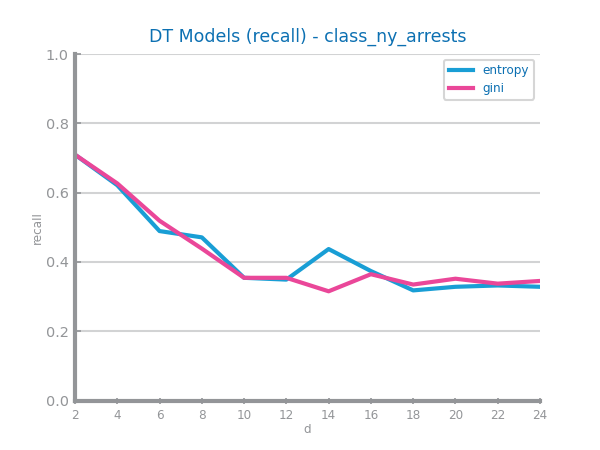 DT Models (recall) - class_ny_arrests
1.0
0.8
0.6
0.4
0.2
0.0
recall
entropy
gini
2 4 6 8 10 12 14 16 18 20 22 24
d